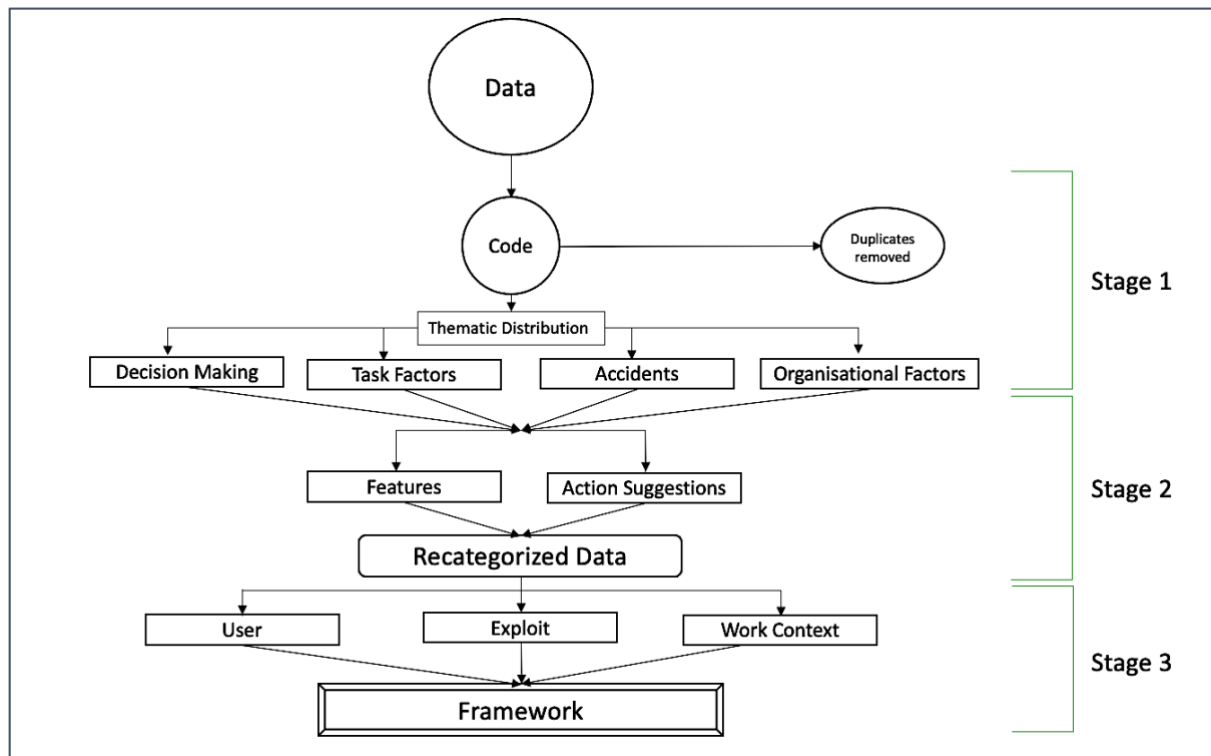 Data
Code
Duplicates
removed
Stage 1
Thematic Distribution
Decision Making
Task Factors
Accidents
Organisational Factors
Features
Action Suggestions
Stage 2
Recategorized Data
User
Exploit
Work Context
Stage 3
Framework